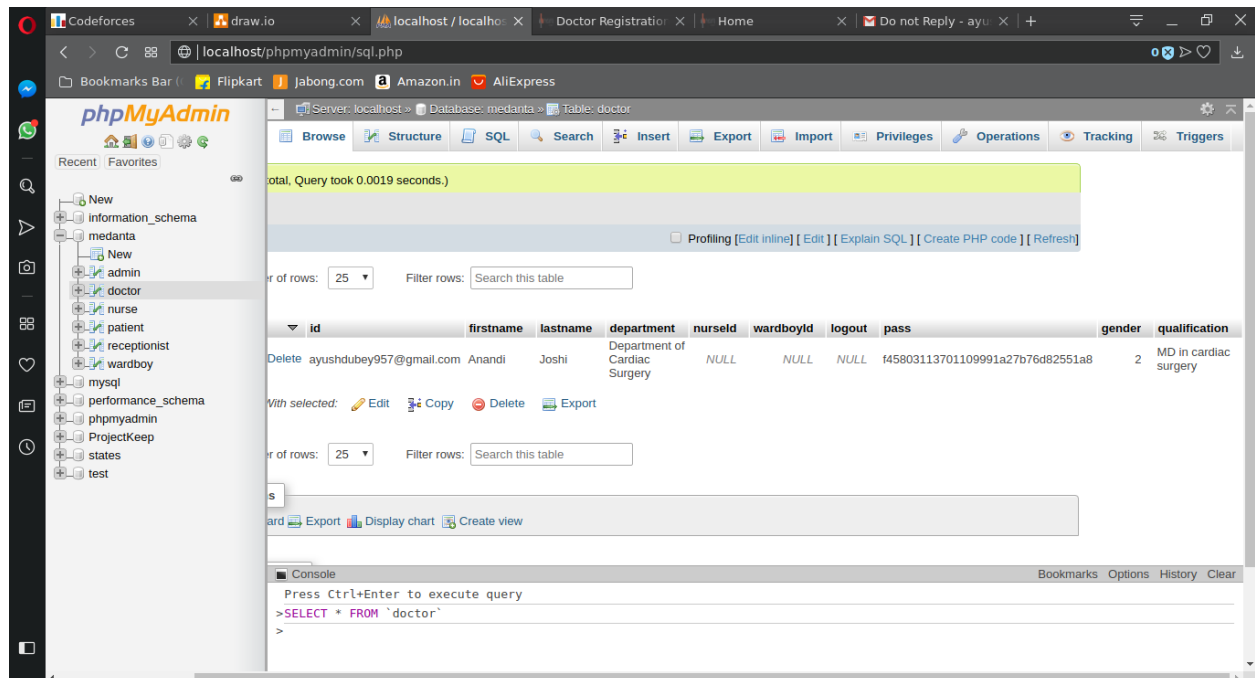 Codeforces draw.io localhost / localhos Doctor Registration Home Do not Reply - ayu
localhost/phpmyadmin/sql.php 0
Bookmarks Bar ( Flipkart Jabong.com Amazon.in AliExpress
phpMyAdmin
Recent Favorites
New
information_schema
medanta
New
admin
doctor
nurse
patient
receptionist
wardboy
mysql
performance_schema
phpmyadmin
ProjectKeep
states
test
Server: localhost » Database: medanta » Table: doctor
Browse Structure SQL Search Insert Export Import Privileges Operations Tracking Triggers
total, Query took 0.0019 seconds.)
Profiling [Edit inline] [ Edit ] [ Explain SQL ] [ Create PHP code ] [ Refresh]
er of rows: 25 Filter rows: Search this table
id firstname lastname department nurseId wardboyId logout pass gender qualification
Delete ayushdubey957@gmail.com Anandi Joshi Department of Cardiac Surgery NULL NULL NULL f45803113701109991a27b76d82551a8 2 MD in cardiac surgery
With selected: Edit Copy Delete Export
er of rows: 25 Filter rows: Search this table
s
ard Export Display chart Create view
Console Bookmarks Options History Clear
Press Ctrl+Enter to execute query
>SELECT * FROM `doctor`
>